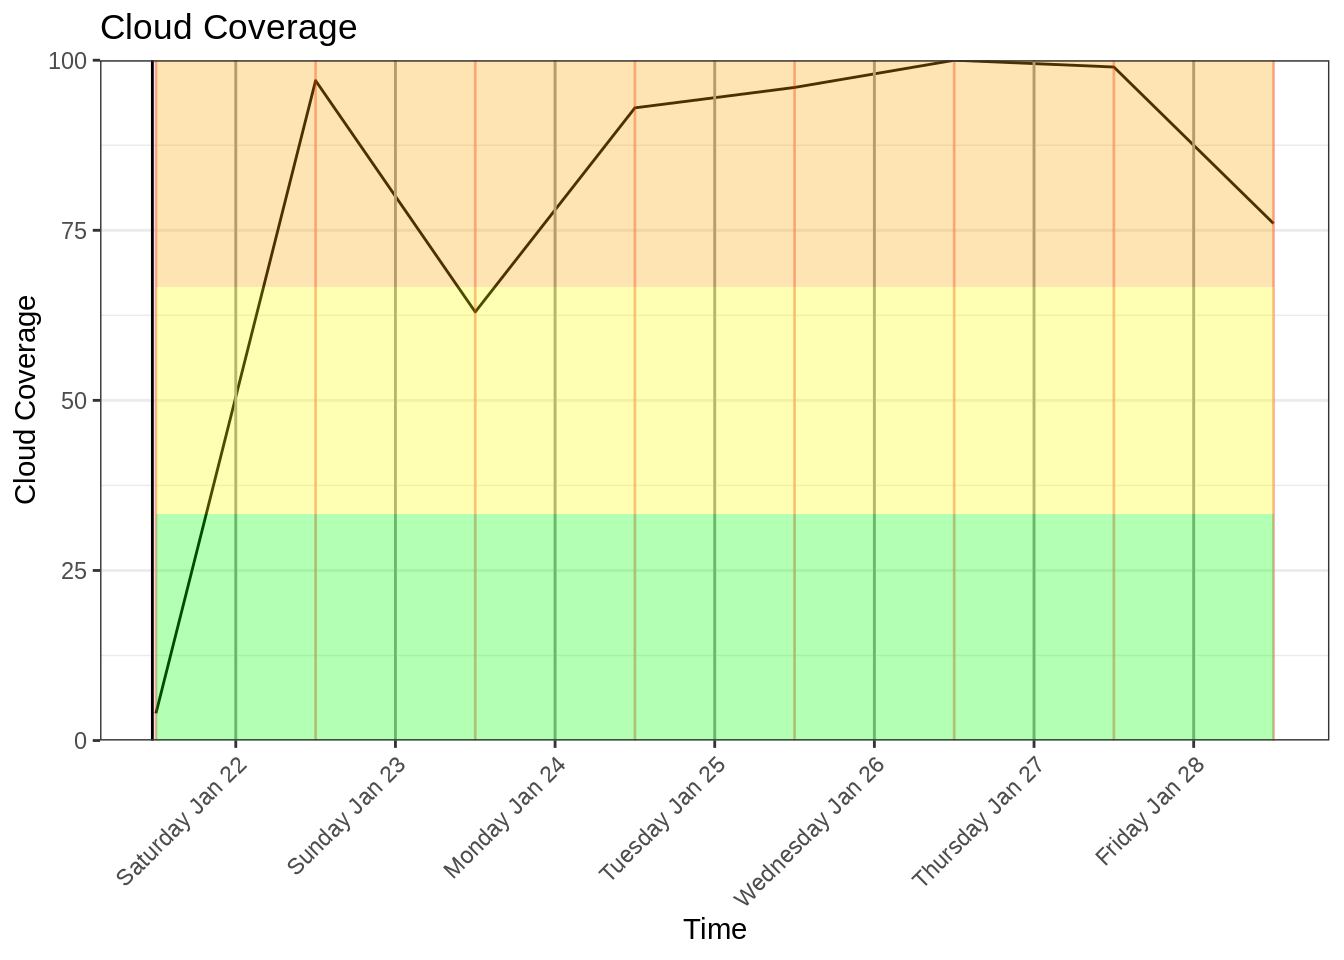 Cloud Coverage
100
75
50
25
0
Cloud Coverage
Saturday Jan 22
Sunday Jan 23
Monday Jan 24
Tuesday Jan 25
Wednesday Jan 26
Thursday Jan 27
Friday Jan 28
Time